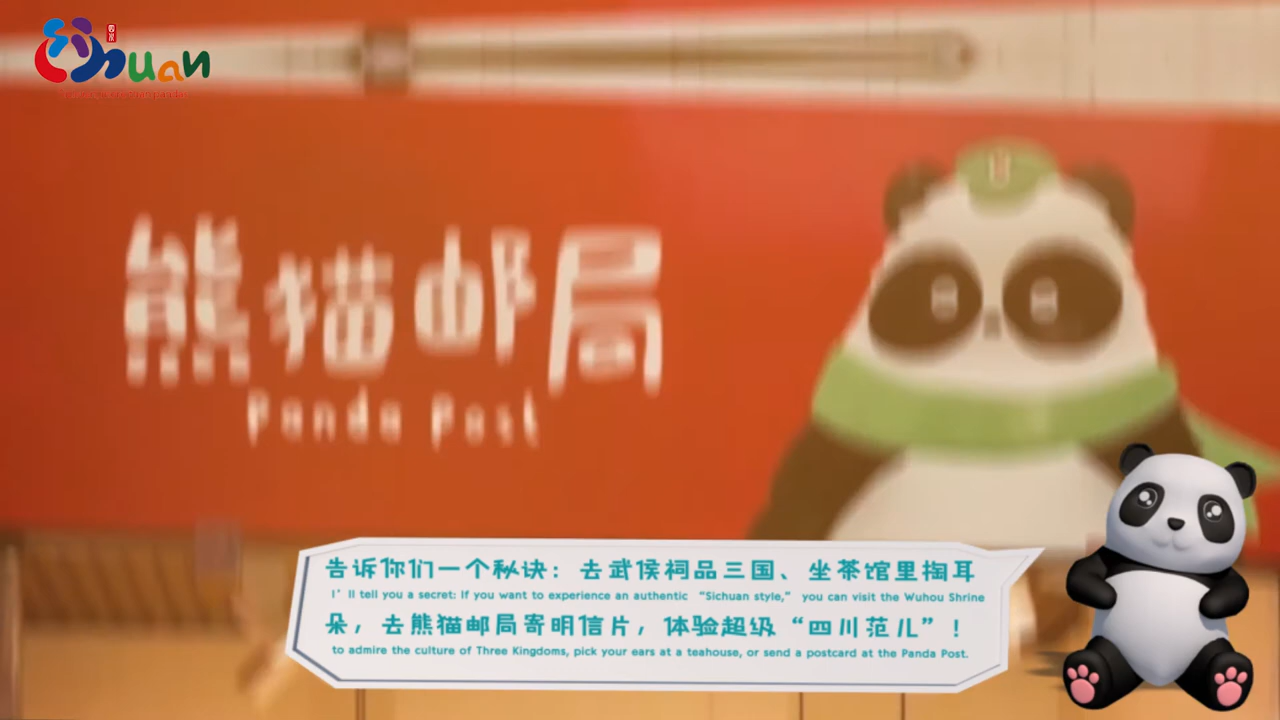 Sichuan
熊猫邮局
Panda Post
告诉你们一个秘诀：去武侯祠品三国、坐茶馆里掏耳
I'll tell you a secret: If you want to experience an authentic “Sichuan style,” you can visit the Wuhou Shrine
朵，去熊猫邮局寄明信片，体验超级“四川范儿”！
to admire the culture of Three Kingdoms, pick your ears at a teahouse, or send a postcard at the Panda Post.